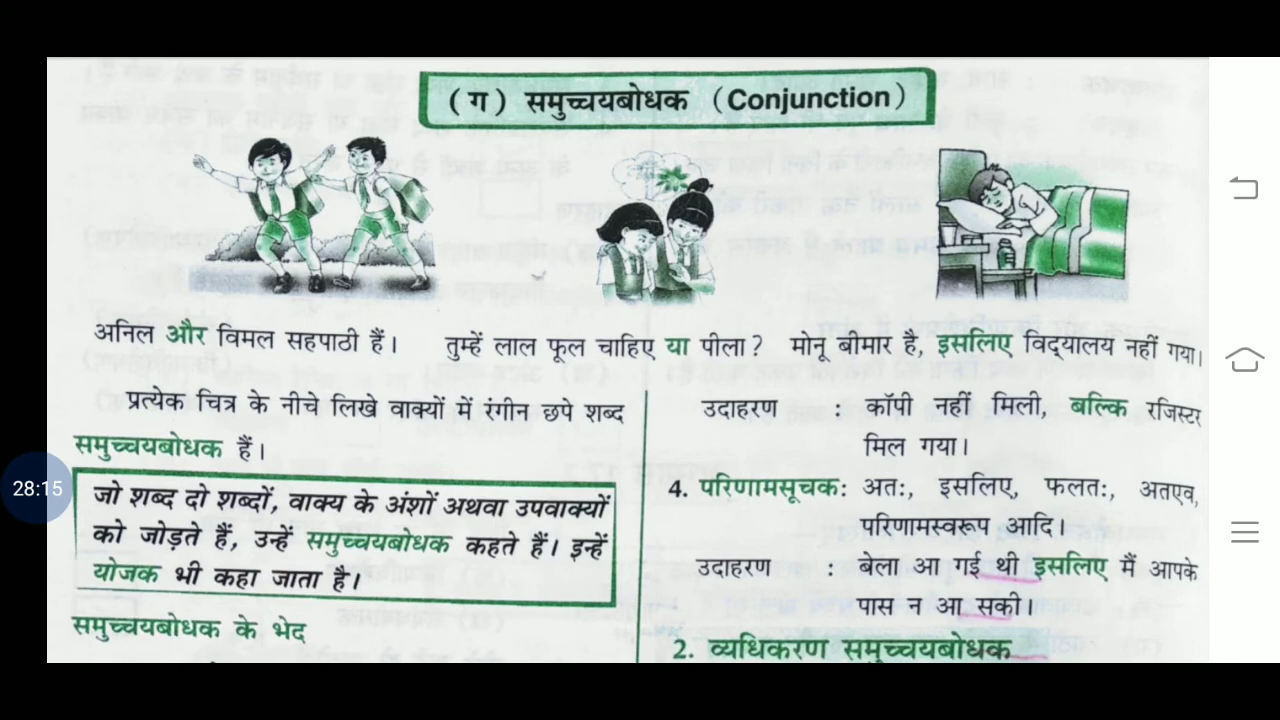 ( ग ) समुच्चयबोधक (Conjunction)
अनिल और विमल सहपाठी हैं।
तुम्हें लाल फूल चाहिए या पीला?
मोनू बीमार है, इसलिए विद्यालय नहीं गया।
प्रत्येक चित्र के नीचे लिखे वाक्यों में रंगीन छपे शब्द
समुच्चयबोधक हैं।
जो शब्द दो शब्दों, वाक्य के अंशों अथवा उपवाक्यों
को जोड़ते हैं, उन्हें समुच्चयबोधक कहते हैं। इन्हें
योजक भी कहा जाता है।
समुच्चयबोधक के भेद
उदाहरण : कॉपी नहीं मिली, बल्कि रजिस्टर
मिल गया।
4. परिणामसूचक: अतः, इसलिए, फलतः, अतएव,
परिणामस्वरूप आदि।
उदाहरण : बेला आ गई थी इसलिए मैं आपके
पास न आ सकी।
2. व्यधिकरण समुच्चयबोधक
28:15